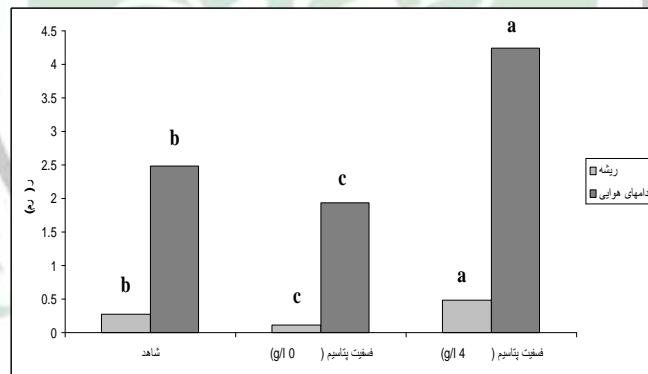 4.5
4
3.5
3
2.5
2
1.5
1
0.5
0
b
b
c
c
a
a
شاهد
فسفیت پتاسیم ( 0 g/l)
فسفیت پتاسیم ( 4 g/l)
ریشه
دامهای هوایی